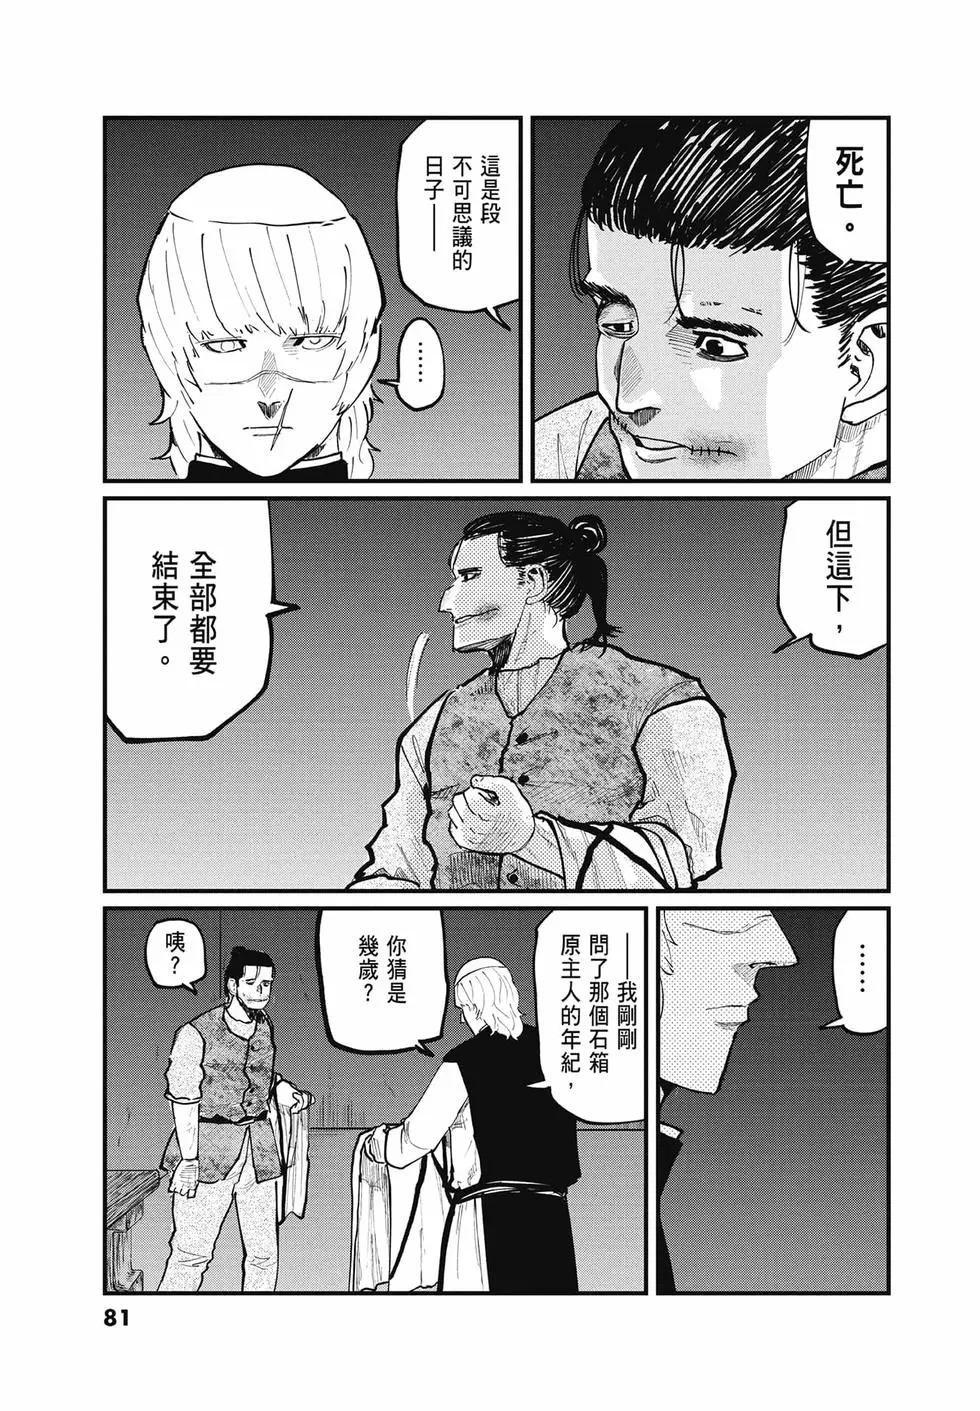 死亡。
這是段
不可思議的
日子——
……
但這下，
全部都要
結束了。
……
——我剛剛
問了那個石箱
原主人的年紀，
你猜是
幾歲？
咦？
81